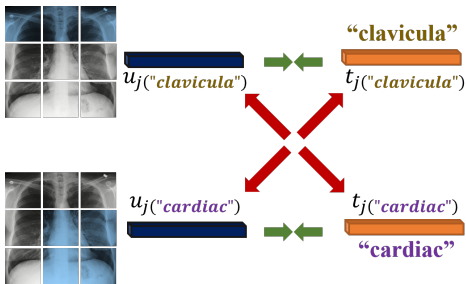 “clavicula”
u_j("clavicula") t_j("clavicula")
u_j("cardiac") t_j("cardiac")
“cardiac”